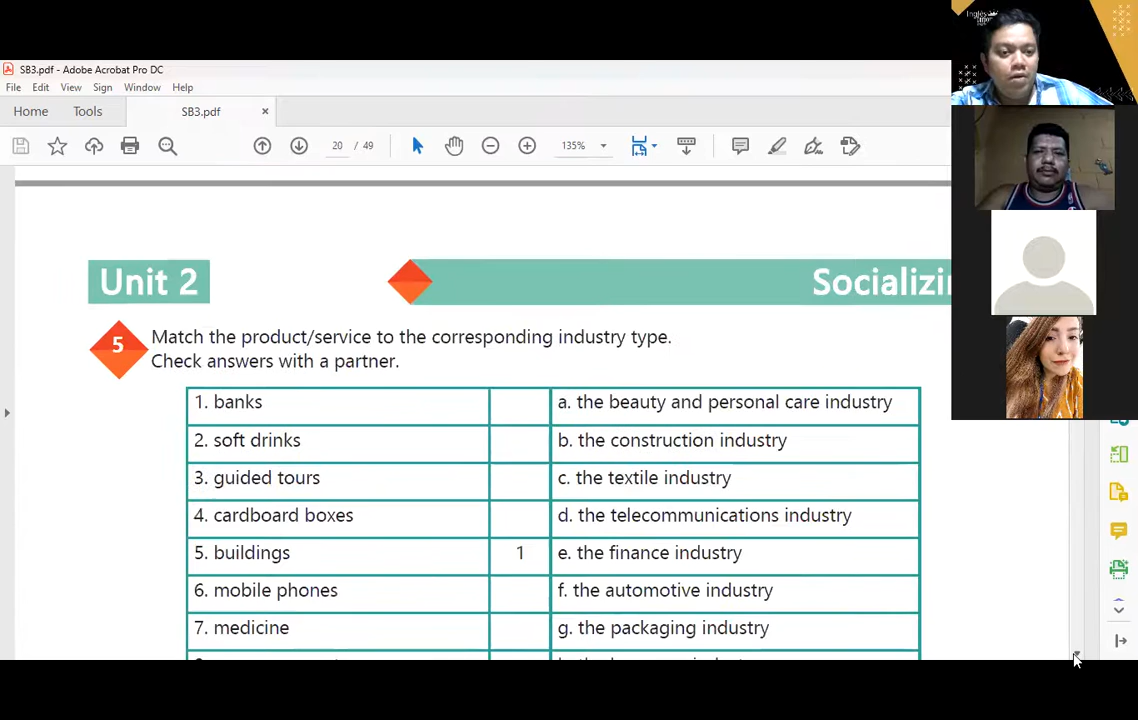 Inglés
SB3.pdf - Adobe Acrobat Pro DC
File Edit View Sign Window Help
Home Tools SB3.pdf ×
20 / 49 135%
Unit 2 Socializi
5 Match the product/service to the corresponding industry type.
Check answers with a partner.
1. banks a. the beauty and personal care industry
2. soft drinks b. the construction industry
3. guided tours c. the textile industry
4. cardboard boxes d. the telecommunications industry
5. buildings 1 e. the finance industry
6. mobile phones f. the automotive industry
7. medicine g. the packaging industry